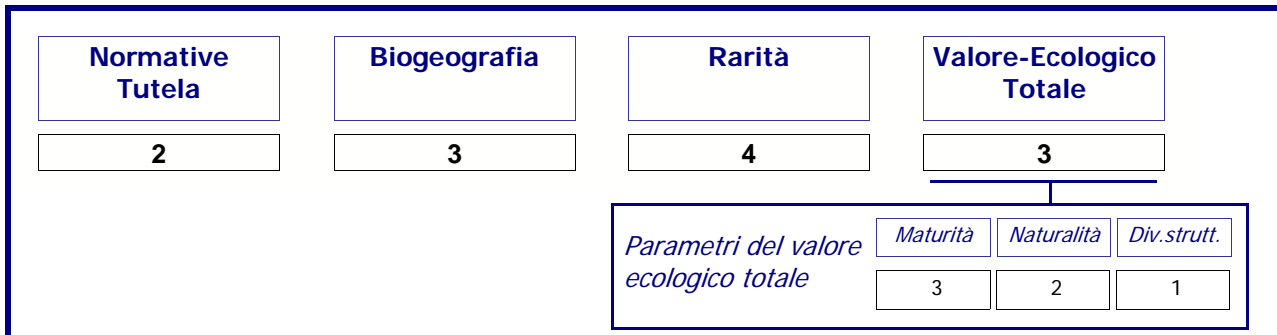 Normative
Tutela
Biogeografia
Rarità
Valore-Ecologico
Totale
2
3
4
3
Parametri del valore
ecologico totale
Maturità
Naturalità
Div.strutt.
3
2
1